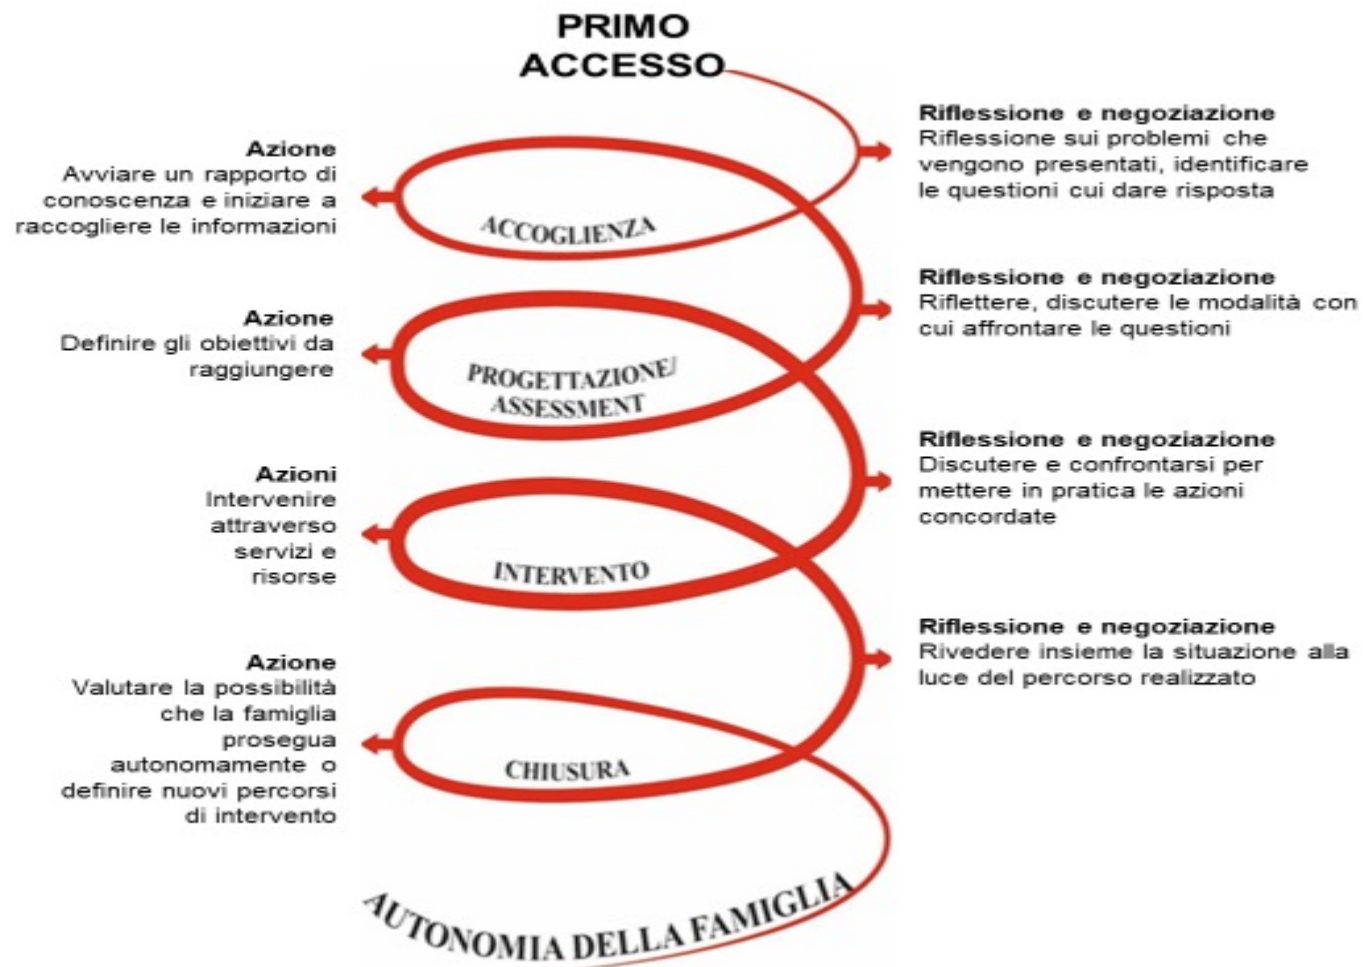 PRIMO
ACCESSO
Riflessione e negoziazione
Riflessione sui problemi che
vengono presentati, identificare
le questioni cui dare risposta
Azione
Avviare un rapporto di
conoscenza e iniziare a
raccogliere le informazioni
ACCOGLIENZA
Riflessione e negoziazione
Riflettere, discutere le modalità con
cui affrontare le questioni
Azione
Definire gli obiettivi da
raggiungere
PROGETTAZIONE/
ASSESSMENT
Riflessione e negoziazione
Discutere e confrontarsi per
mettere in pratica le azioni
concordate
Azioni
Intervenire
attraverso
servizi e
risorse
INTERVENTO
Riflessione e negoziazione
Rivedere insieme la situazione alla
luce del percorso realizzato
Azione
Valutare la possibilità
che la famiglia
prosegua
autonomamente o
definire nuovi percorsi
di intervento
CHIUSURA
AUTONOMIA DELLA FAMIGLIA